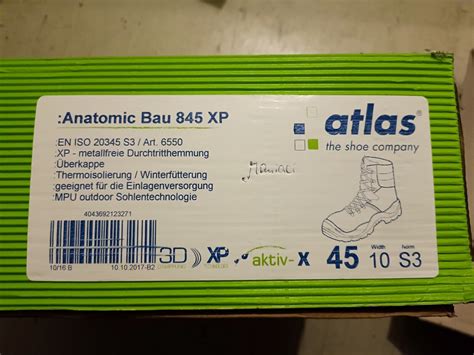 :Anatomic Bau 845 XP
:EN ISO 20345 S3 / Art. 6550
:XP - metallfreie Durchtritthemmung
:Überkappe
:Thermoisolierung / Winterfütterung
:geeignet für die Einlagenversorgung
:MPU outdoor Sohlentechnologie
atlas®
the shoe company
4043692123271
10/16 B
10.10.2017-B2
3D
XP
aktiv-X
45
Width
10
Norm
S3